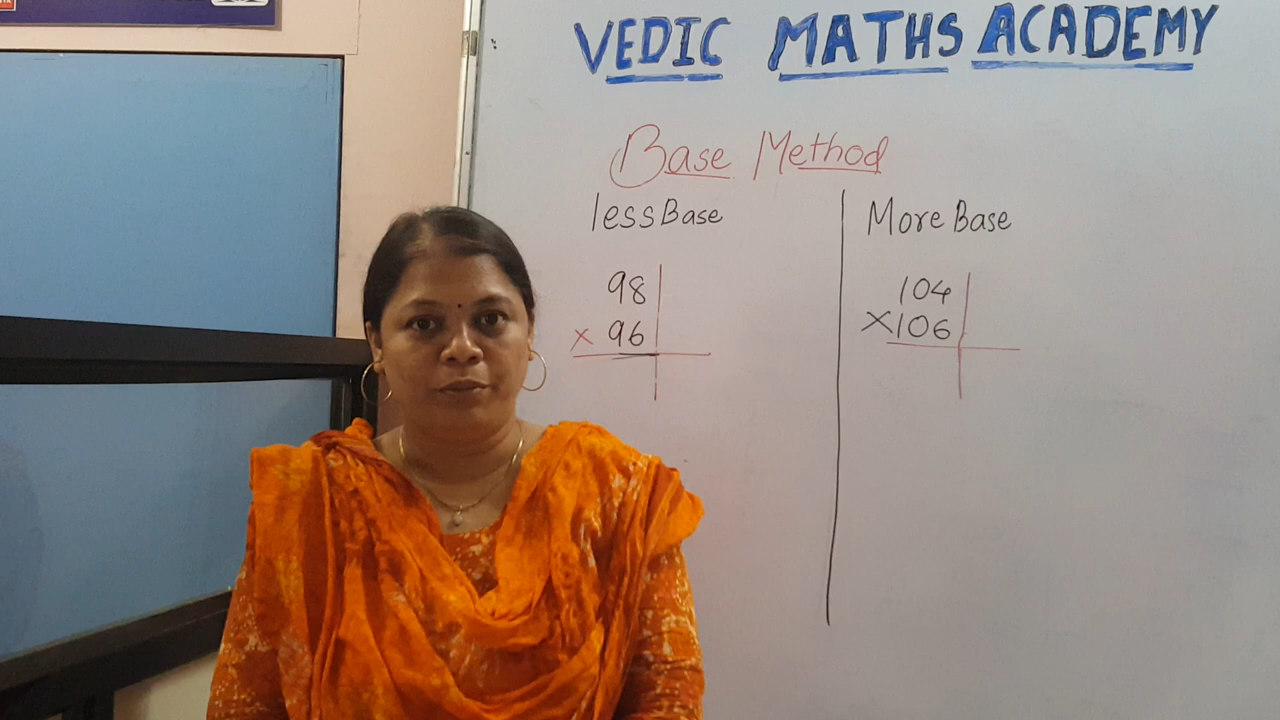 VEDIC MATHS ACADEMY
Base Method
less Base
98
× 96
More Base
104
×106